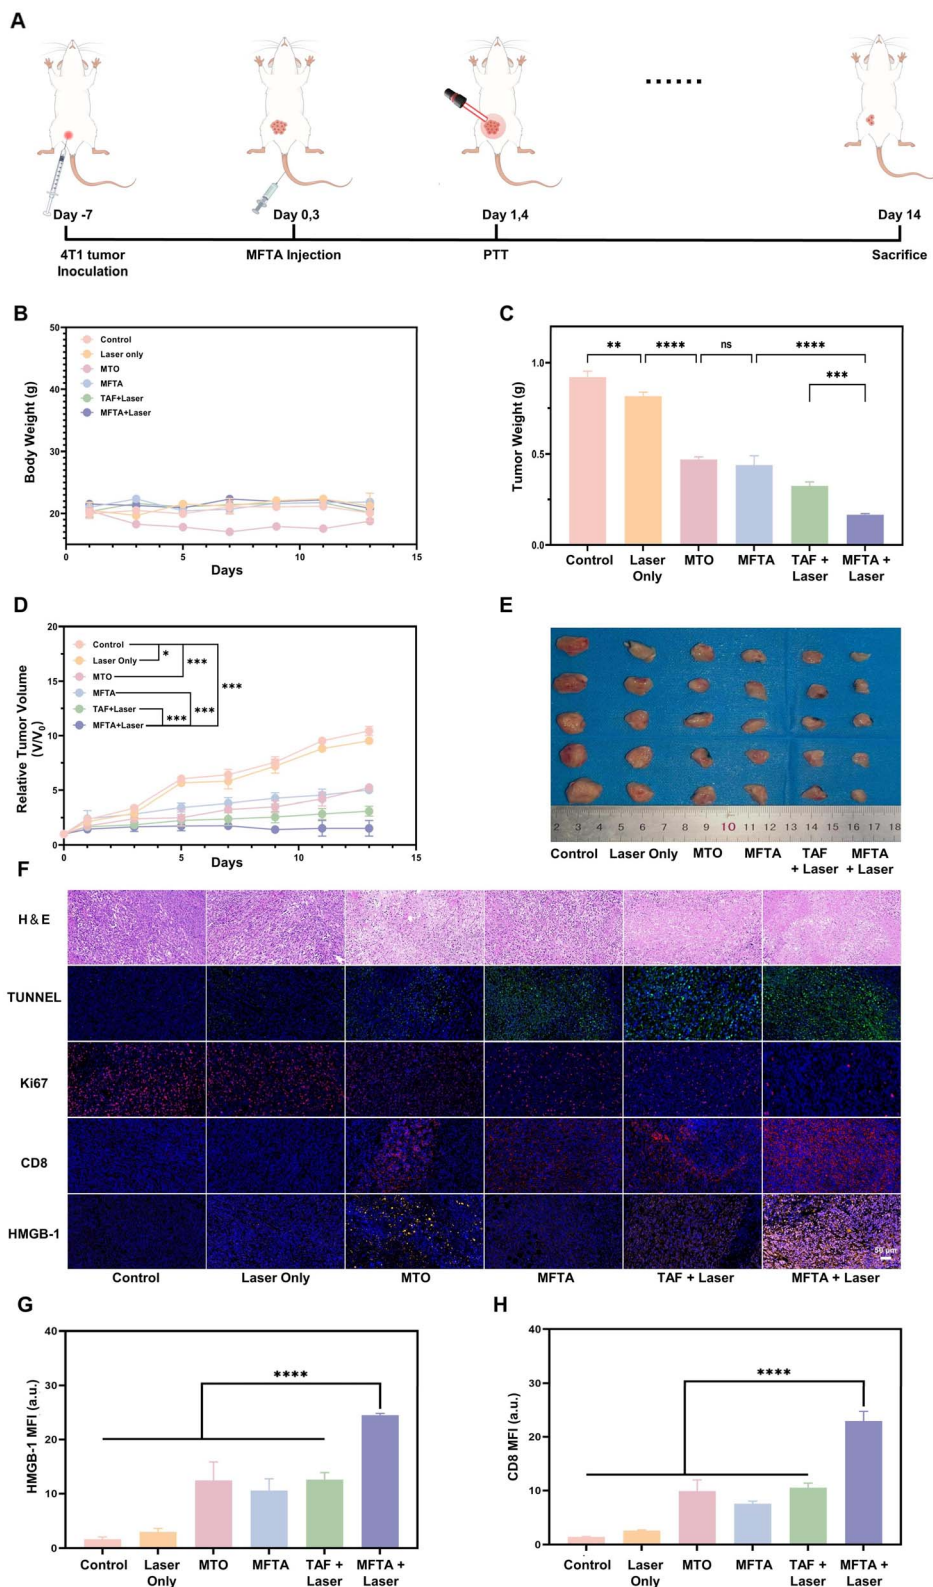 A
......
Day -7
Day 0,3
Day 1,4
Day 14
4T1 tumor
Inoculation
MFTA Injection
PTT
Sacrifice
B
50
40
30
20
0
5
10
15
Body Weight (g)
Days
Control
Laser only
MTO
MFTA
TAF+Laser
MFTA+Laser
C
1.0
0.5
0.0
Tumor Weight (g)
**
****
ns
****
***
Control
Laser
Only
MTO
MFTA
TAF +
Laser
MFTA +
Laser
D
20
15
10
5
0
0
5
10
15
Relative Tumor Volume
(V/V₀)
Days
Control
Laser Only
MTO
MFTA
TAF+Laser
MFTA+Laser
*
***
***
***
***
E
2 3 4 5 6 7 8 9 10 11 12 13 14 15 16 17 18
Control
Laser Only
MTO
MFTA
TAF
+ Laser
MFTA
+ Laser
F
H & E
TUNNEL
Ki67
CD8
HMGB-1
50 μm
Control
Laser Only
MTO
MFTA
TAF + Laser
MFTA + Laser
G
40
30
20
10
0
HMGB-1 MFI (a.u.)
****
Control
Laser
Only
MTO
MFTA
TAF +
Laser
MFTA +
Laser
H
40
30
20
10
0
CD8 MFI (a.u.)
****
Control
Laser
Only
MTO
MFTA
TAF +
Laser
MFTA +
Laser